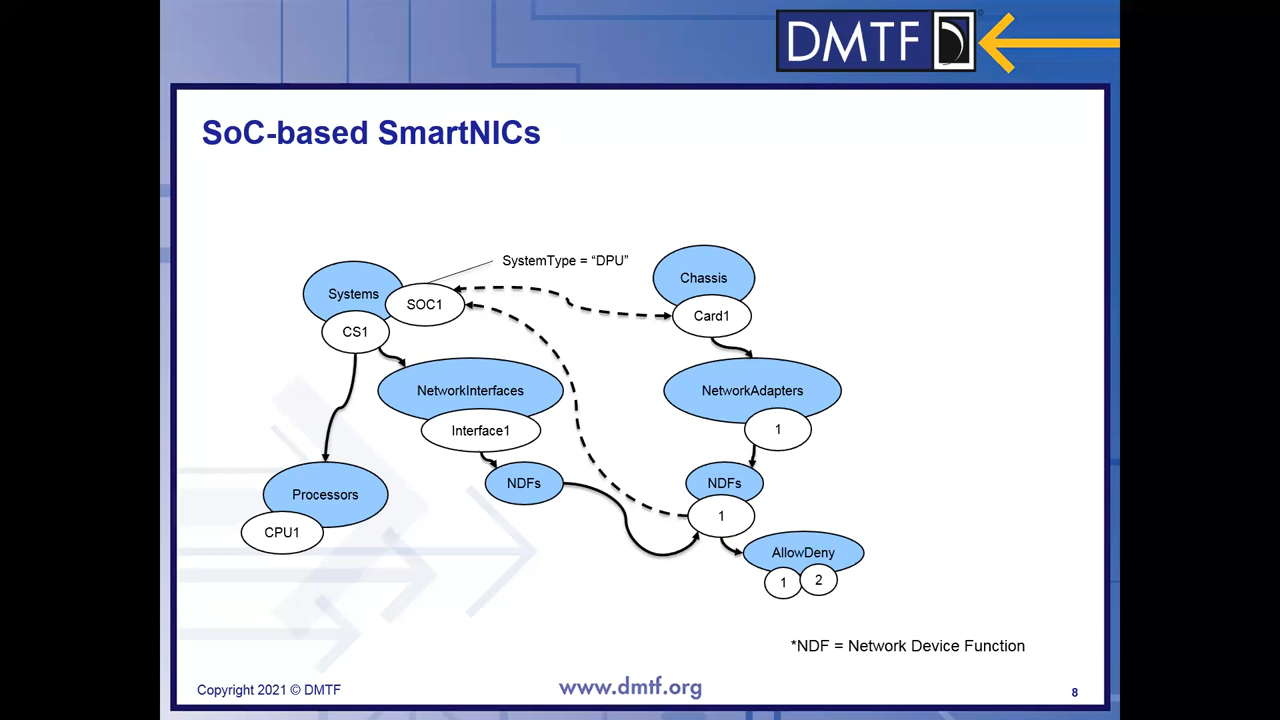 DMTF
SoC-based SmartNICs
SystemType = “DPU”
Systems
SOC1
CS1
Chassis
Card1
NetworkInterfaces
Interface1
NetworkAdapters
1
Processors
CPU1
NDFs
NDFs
1
AllowDeny
1
2
*NDF = Network Device Function
Copyright 2021 © DMTF
www.dmtf.org
8